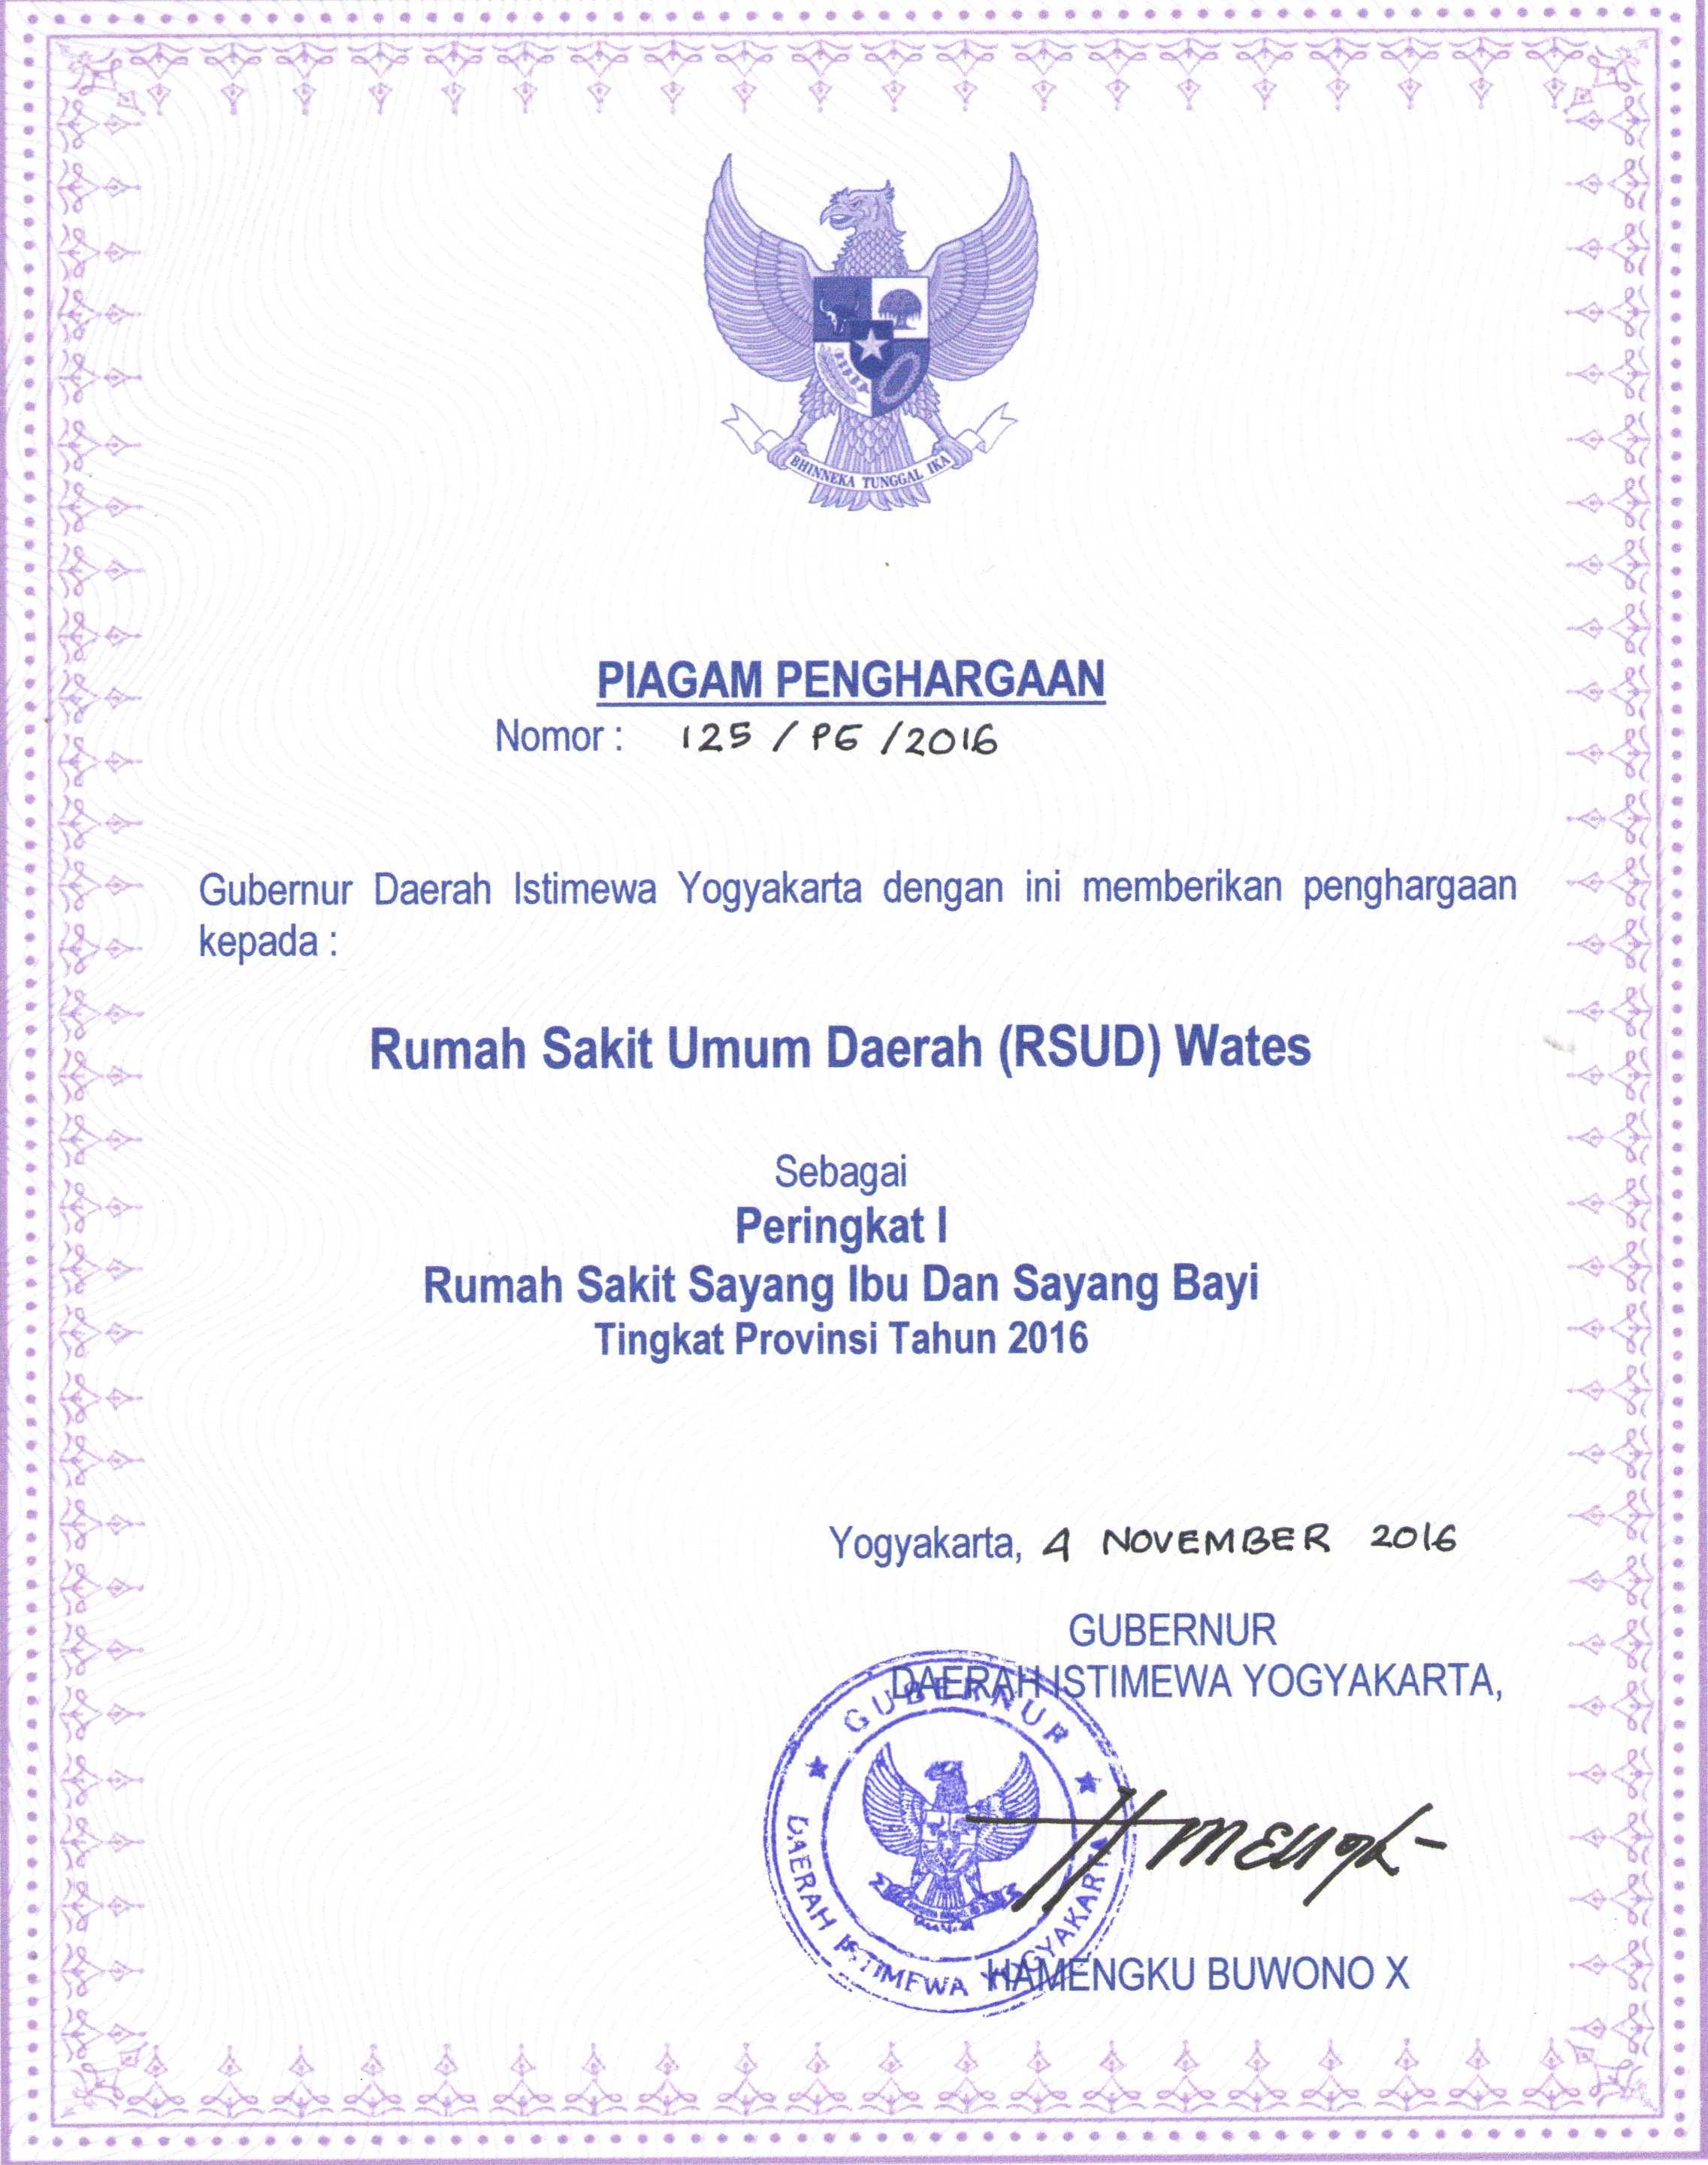 BHINNEKA TUNGGAL IKA
PIAGAM PENGHARGAAN
Nomor : 125 / PG / 2016
Gubernur Daerah Istimewa Yogyakarta dengan ini memberikan penghargaan
kepada :
Rumah Sakit Umum Daerah (RSUD) Wates
Sebagai
Peringkat I
Rumah Sakit Sayang Ibu Dan Sayang Bayi
Tingkat Provinsi Tahun 2016
Yogyakarta, 4 NOVEMBER 2016
GUBERNUR
DAERAH ISTIMEWA YOGYAKARTA,
GUBERNUR
DAERAH ISTIMEWA YOGYAKARTA
HAMENGKU BUWONO X